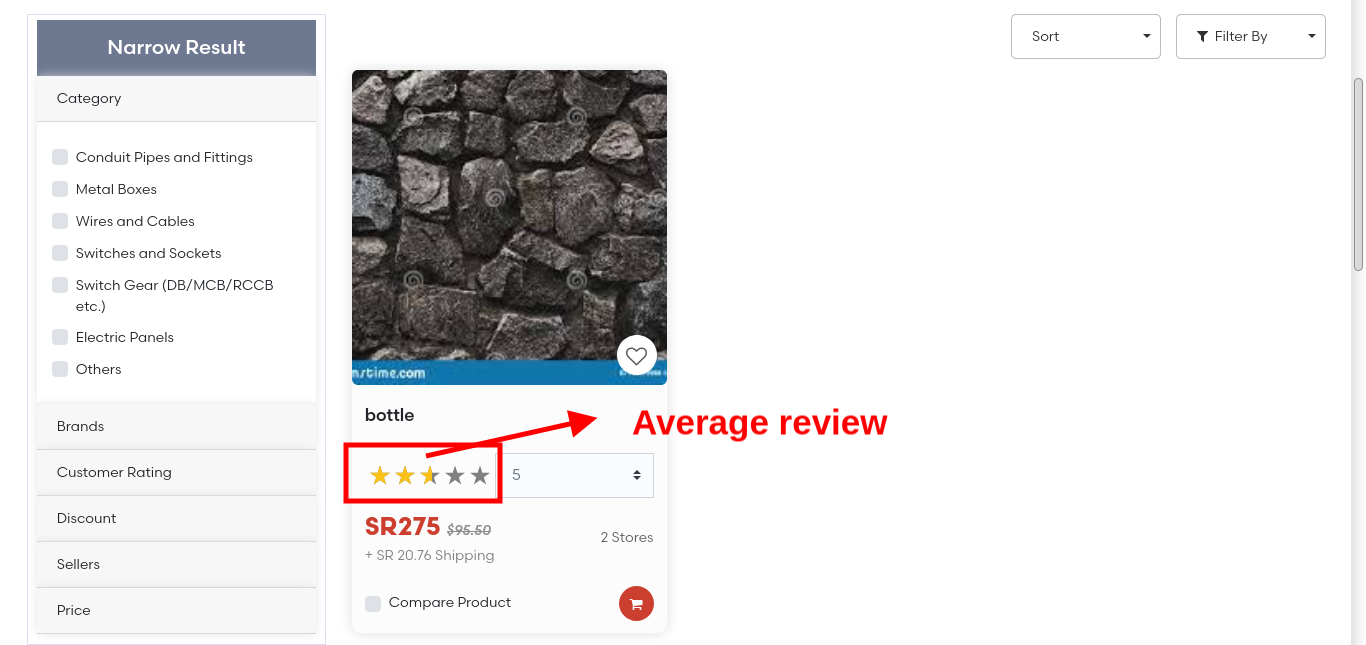 Narrow Result
Category
Conduit Pipes and Fittings
Metal Boxes
Wires and Cables
Switches and Sockets
Switch Gear (DB/MCB/RCCB
etc.)
Electric Panels
Others
Brands
Customer Rating
Discount
Sellers
Price
Sort
Filter By
bottle
Average review
5
SR275 $95.50
2 Stores
+ SR 20.76 Shipping
Compare Product